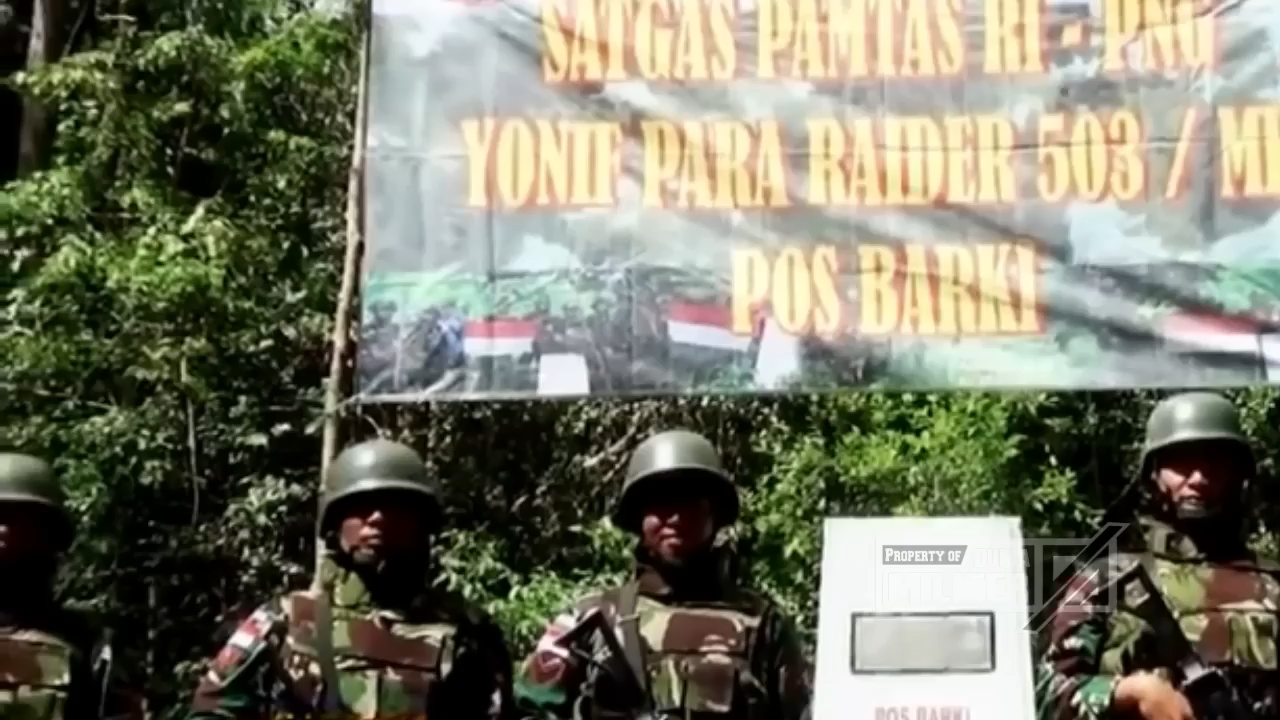 SATGAS PAMTAS RI - PNG
YONIF PARA RAIDER 503 /
POS BARKI
PROPERTY OF
POS BARKI